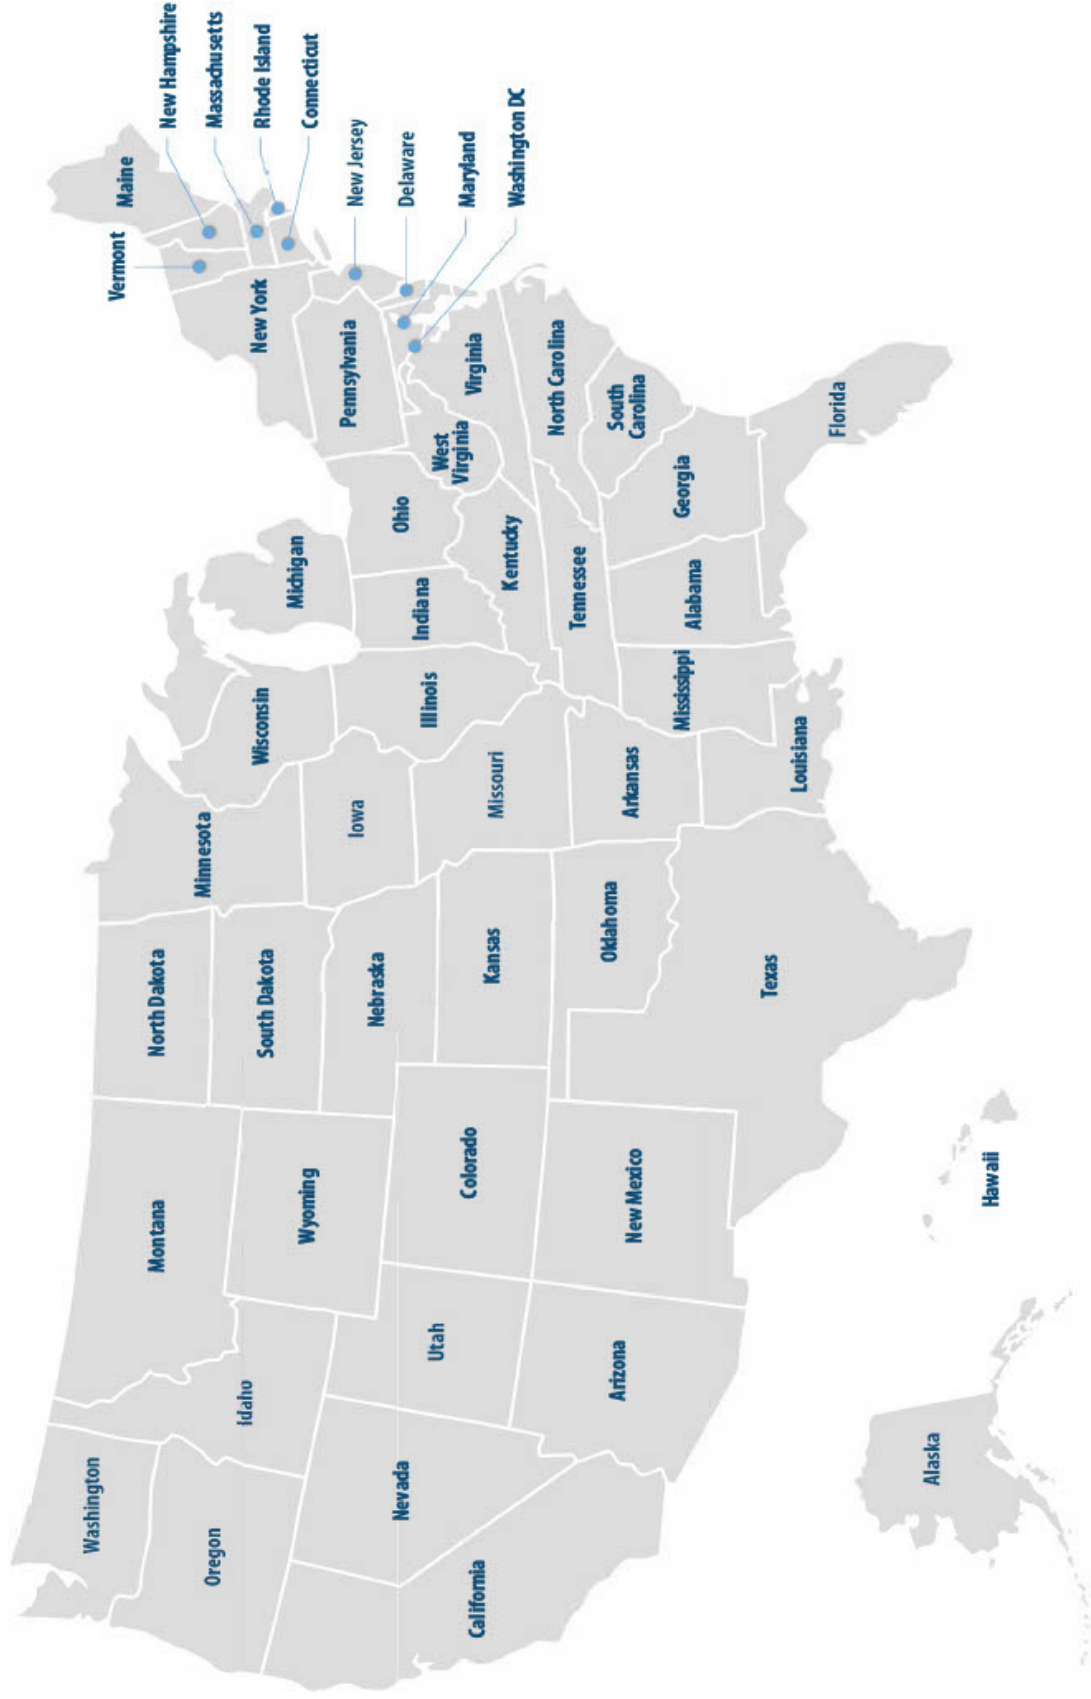 Washington
Oregon
California
Nevada
Idaho
Montana
Wyoming
Utah
Arizona
Colorado
New Mexico
North Dakota
South Dakota
Nebraska
Kansas
Oklahoma
Texas
Minnesota
Iowa
Missouri
Arkansas
Louisiana
Wisconsin
Illinois
Michigan
Indiana
Ohio
Kentucky
Tennessee
Mississippi
Alabama
Georgia
Florida
South
Carolina
North Carolina
Virginia
West
Virginia
Pennsylvania
New York
Vermont
Maine
New Hampshire
Massachusetts
Rhode Island
Connecticut
New Jersey
Delaware
Maryland
Washington DC
Alaska
Hawaii